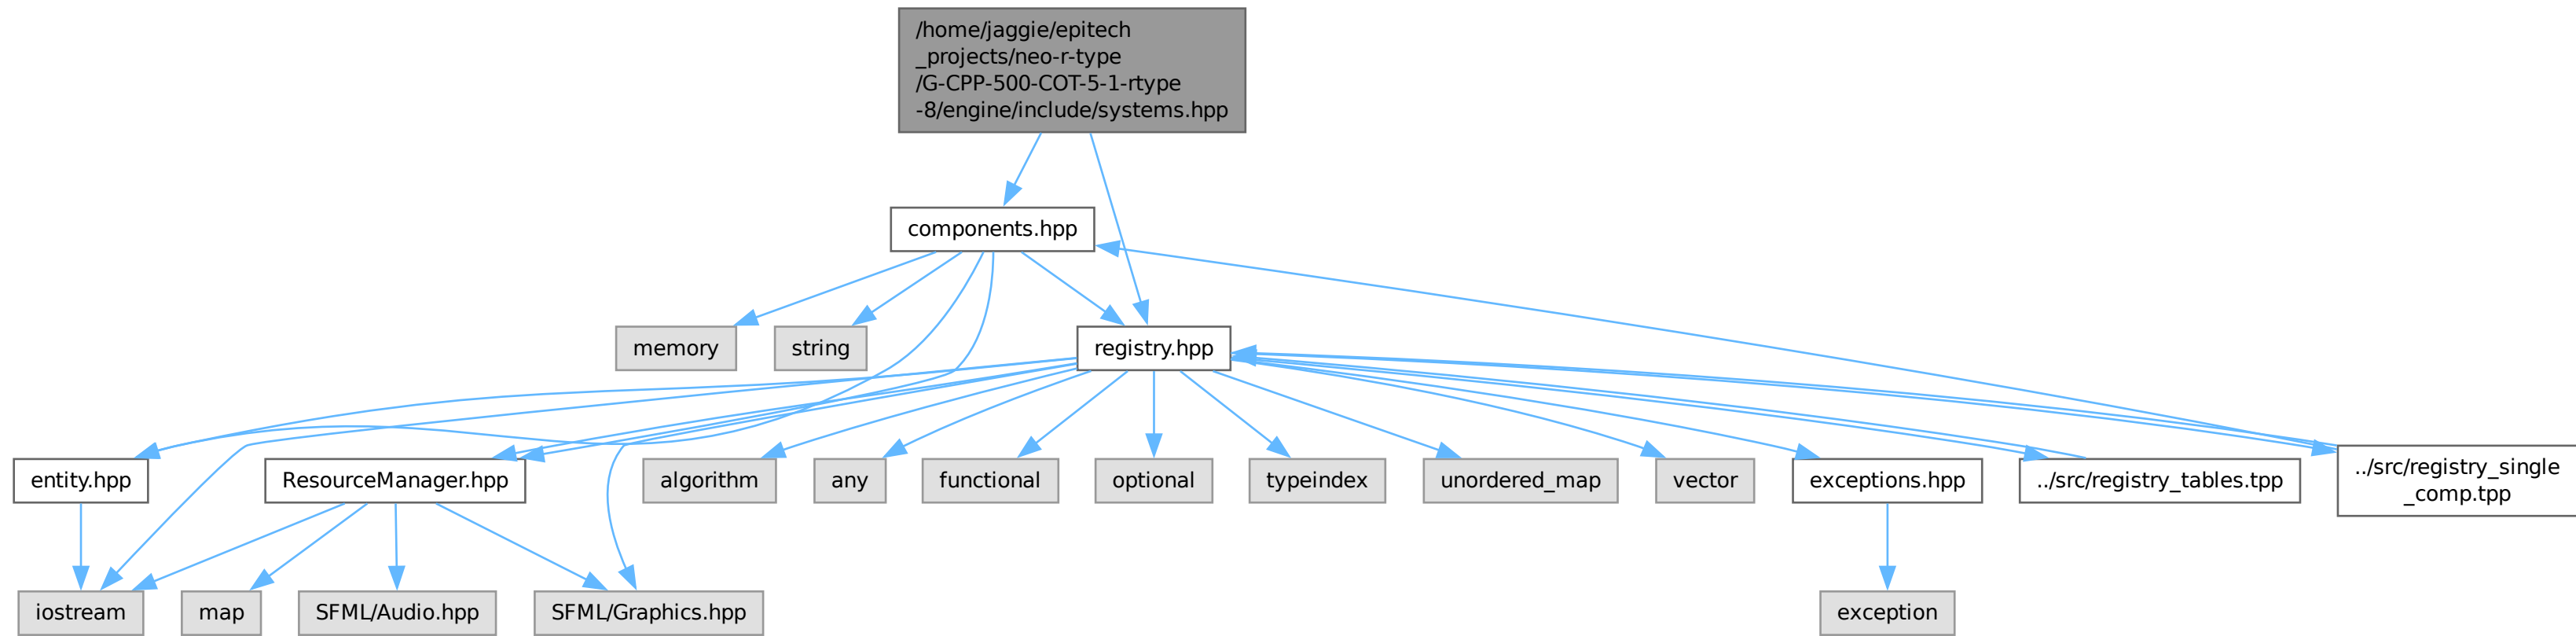 /home/jaggie/epitech
_projects/neo-r-type
/G-CPP-500-COT-5-1-rtype
-8/engine/include/systems.hpp
components.hpp
memory
string
registry.hpp
entity.hpp
ResourceManager.hpp
algorithm
any
functional
optional
typeindex
unordered_map
vector
exceptions.hpp
../src/registry_tables.tpp
../src/registry_single
_comp.tpp
iostream
map
SFML/Audio.hpp
SFML/Graphics.hpp
exception